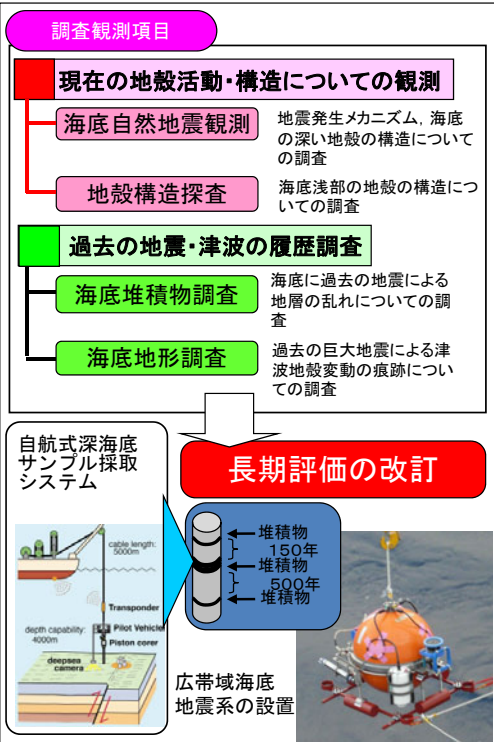 調査観測項目
現在の地殻活動・構造についての観測
海底自然地震観測
地震発生メカニズム，海底
の深い地殻の構造について
の調査
地殻構造探査
海底浅部の地殻の構造につ
いての調査
過去の地震・津波の履歴調査
海底堆積物調査
海底に過去の地震による
地層の乱れについての調
査
海底地形調査
過去の巨大地震による津
波地殻変動の痕跡につい
ての調査
長期評価の改訂
自航式深海底
サンプル採取
システム
cable length:
5000m
Transponder
depth capability:
4000m
Pilot Vehicle
Piston corer
deepsea
camera
堆積物
150年
堆積物
500年
堆積物
広帯域海底
地震系の設置